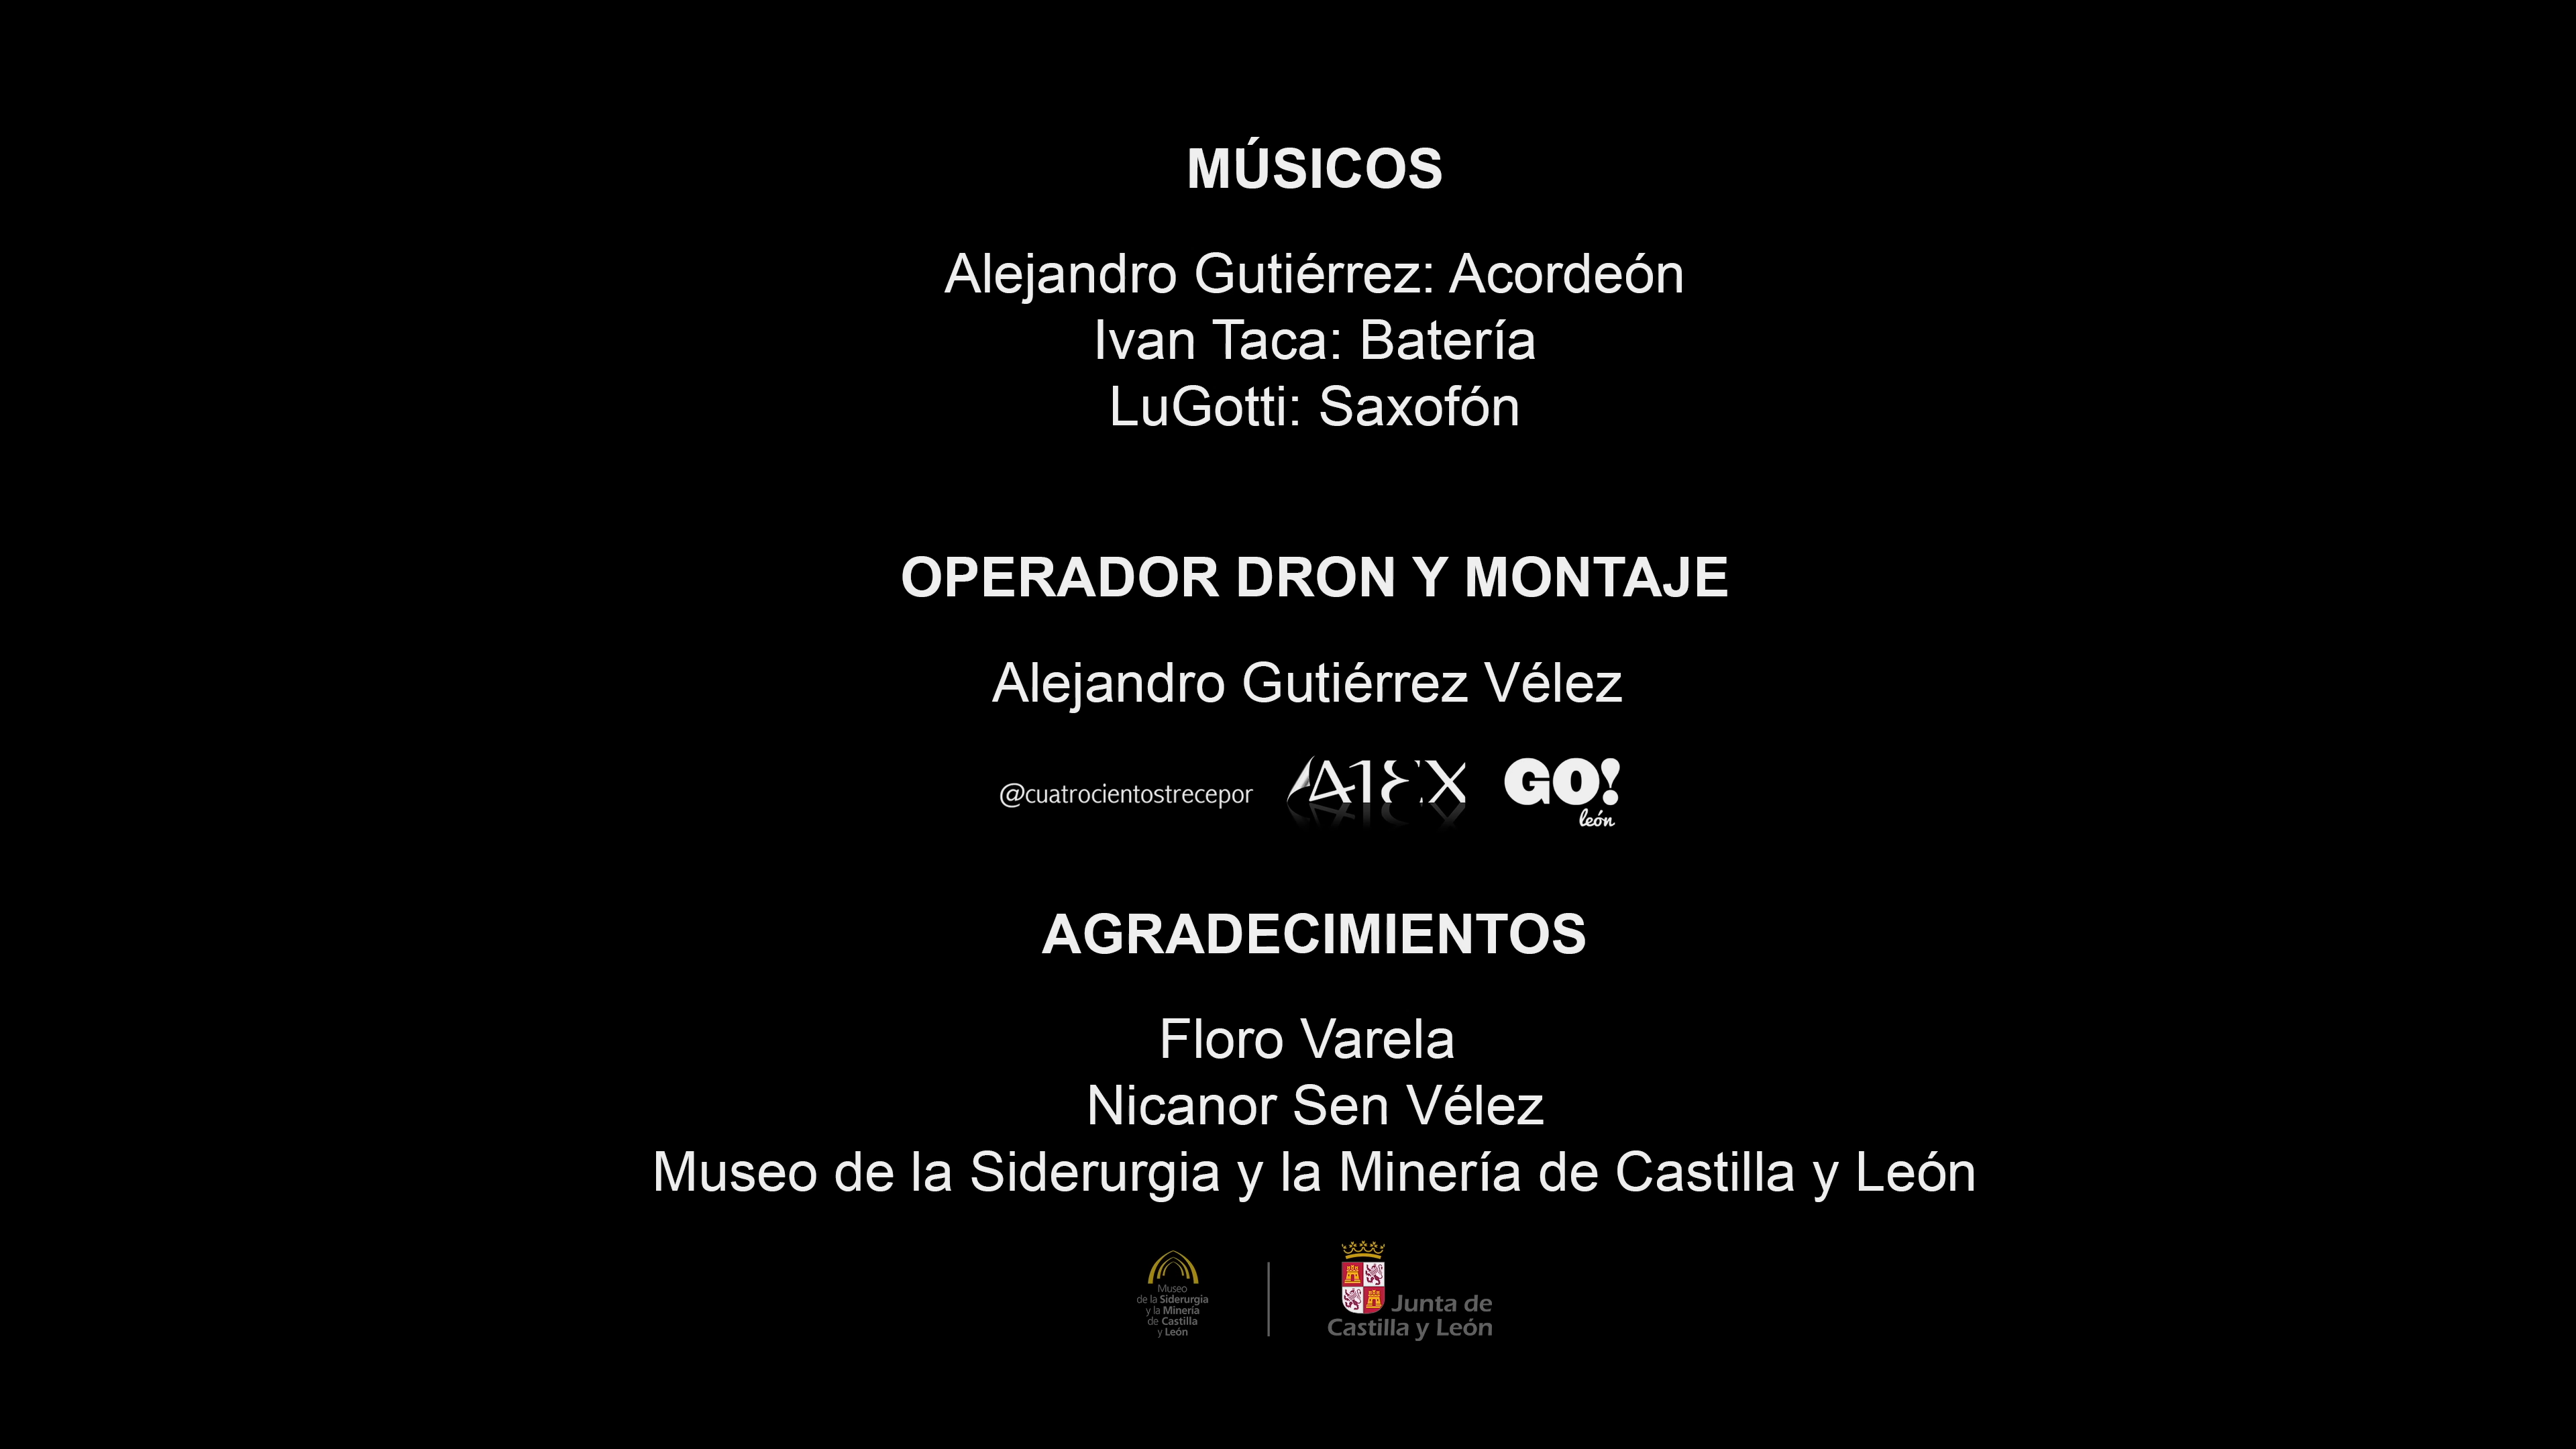 MÚSICOS
Alejandro Gutiérrez: Acordeón
Ivan Taca: Batería
LuGotti: Saxofón
OPERADOR DRON Y MONTAJE
Alejandro Gutiérrez Vélez
@cuatrocientostrecepor
GO!
león
AGRADECIMIENTOS
Floro Varela
Nicanor Sen Vélez
Museo de la Siderurgia y la Minería de Castilla y León
Museo
de la Siderurgia
y la Minería
de Castilla
y León
Junta de
Castilla y León